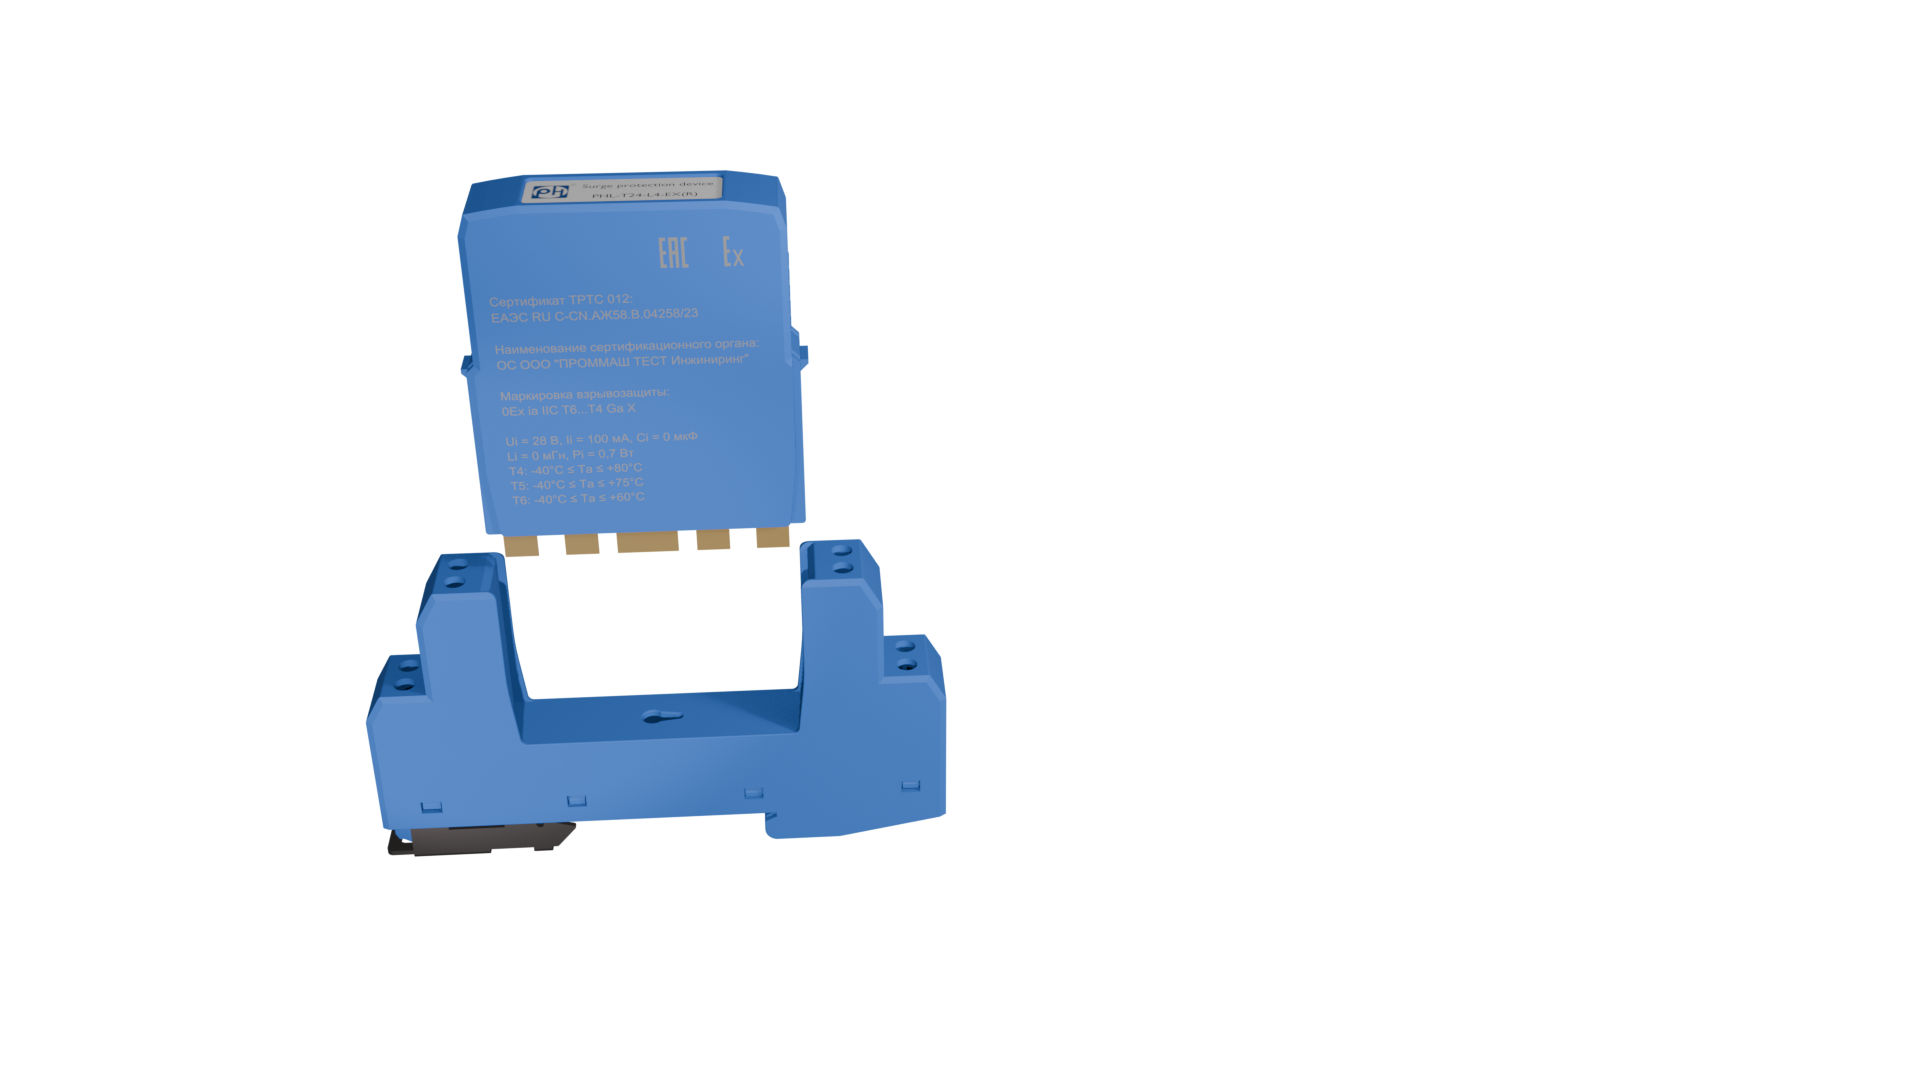 PH Surge protection device
PHL-T24-L4-EX(R)
EAC Ex
Сертификат ТРТС 012:
ЕАЭС RU C-CN.АЖ58.В.04258/23
Наименование сертификационного органа:
ОС ООО "ПРОММАШ ТЕСТ Инжиниринг"
Маркировка взрывозащиты:
0Ex ia IIC T6...T4 Ga X
Ui = 28 В, Ii = 100 мА, Ci = 0 мкФ
Li = 0 мГн, Pi = 0,7 Вт
T4: -40°C ≤ Ta ≤ +80°C
T5: -40°C ≤ Ta ≤ +75°C
T6: -40°C ≤ Ta ≤ +60°C